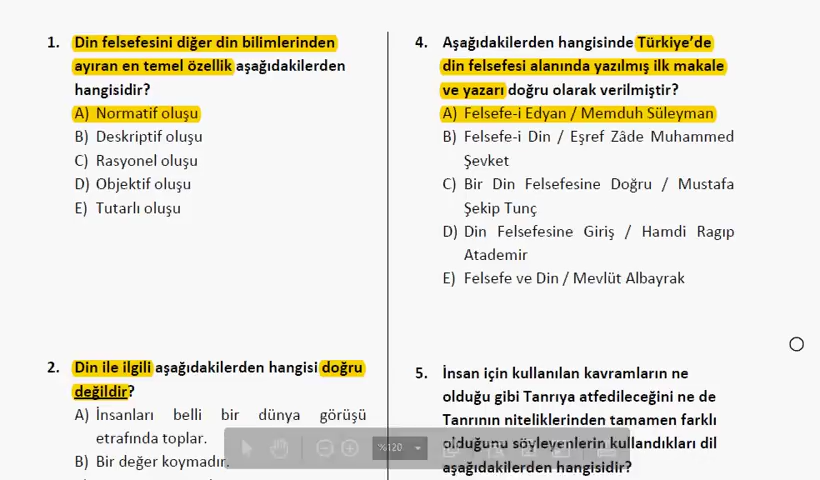 1. Din felsefesini diğer din bilimlerinden
ayıran en temel özellik aşağıdakilerden
hangisidir?
A) Normatif oluşu
B) Deskriptif oluşu
C) Rasyonel oluşu
D) Objektif oluşu
E) Tutarlı oluşu
2. Din ile ilgili aşağıdakilerden hangisi doğru
değildir?
A) İnsanları belli bir dünya görüşü
etrafında toplar.
B) Bir değer koymadır.
4. Aşağıdakilerden hangisinde Türkiye’de
din felsefesi alanında yazılmış ilk makale
ve yazarı doğru olarak verilmiştir?
A) Felsefe-i Edyan / Memduh Süleyman
B) Felsefe-i Din / Eşref Zâde Muhammed
Şevket
C) Bir Din Felsefesine Doğru / Mustafa
Şekip Tunç
D) Din Felsefesine Giriş / Hamdi Ragıp
Atademir
E) Felsefe ve Din / Mevlüt Albayrak
5. İnsan için kullanılan kavramların ne
olduğu gibi Tanrıya atfedileceğini ne de
Tanrının niteliklerinden tamamen farklı
olduğunu söyleyenlerin kullandıkları dil
aşağıdakilerden hangisidir?
%120